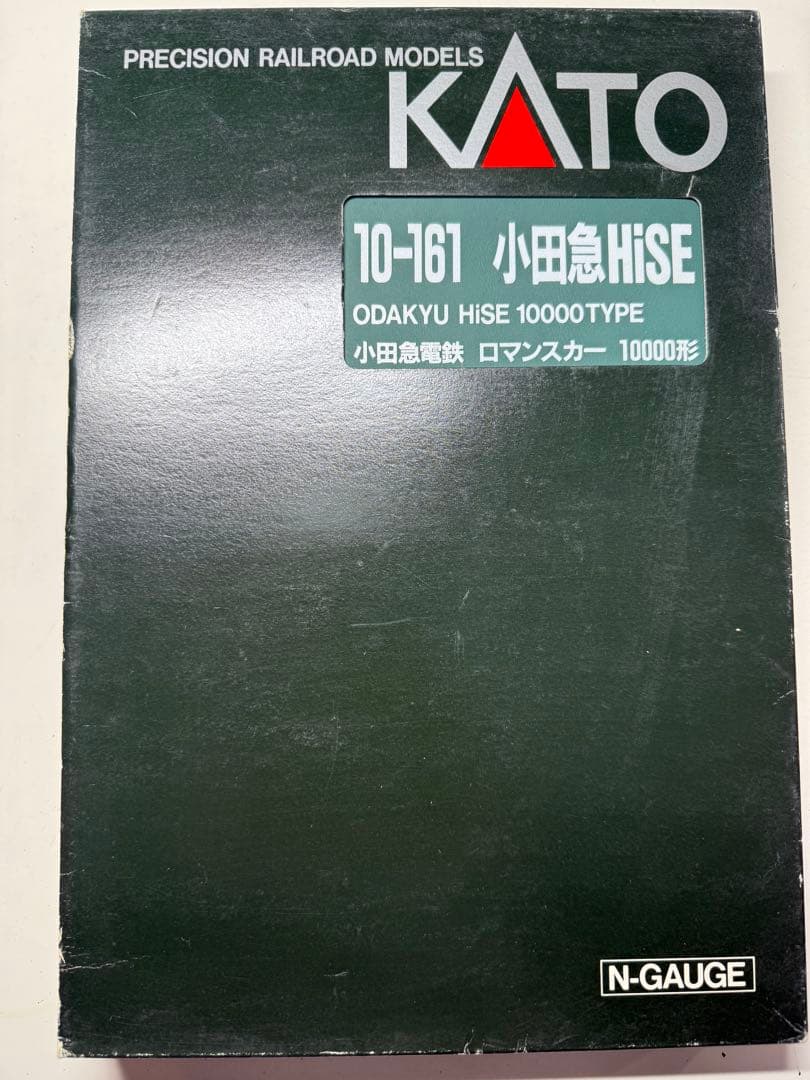 PRECISION RAILROAD MODELS
KATO
10-161 小田急HiSE
ODAKYU HiSE 10000TYPE
小田急電鉄 ロマンスカー 10000形
N-GAUGE